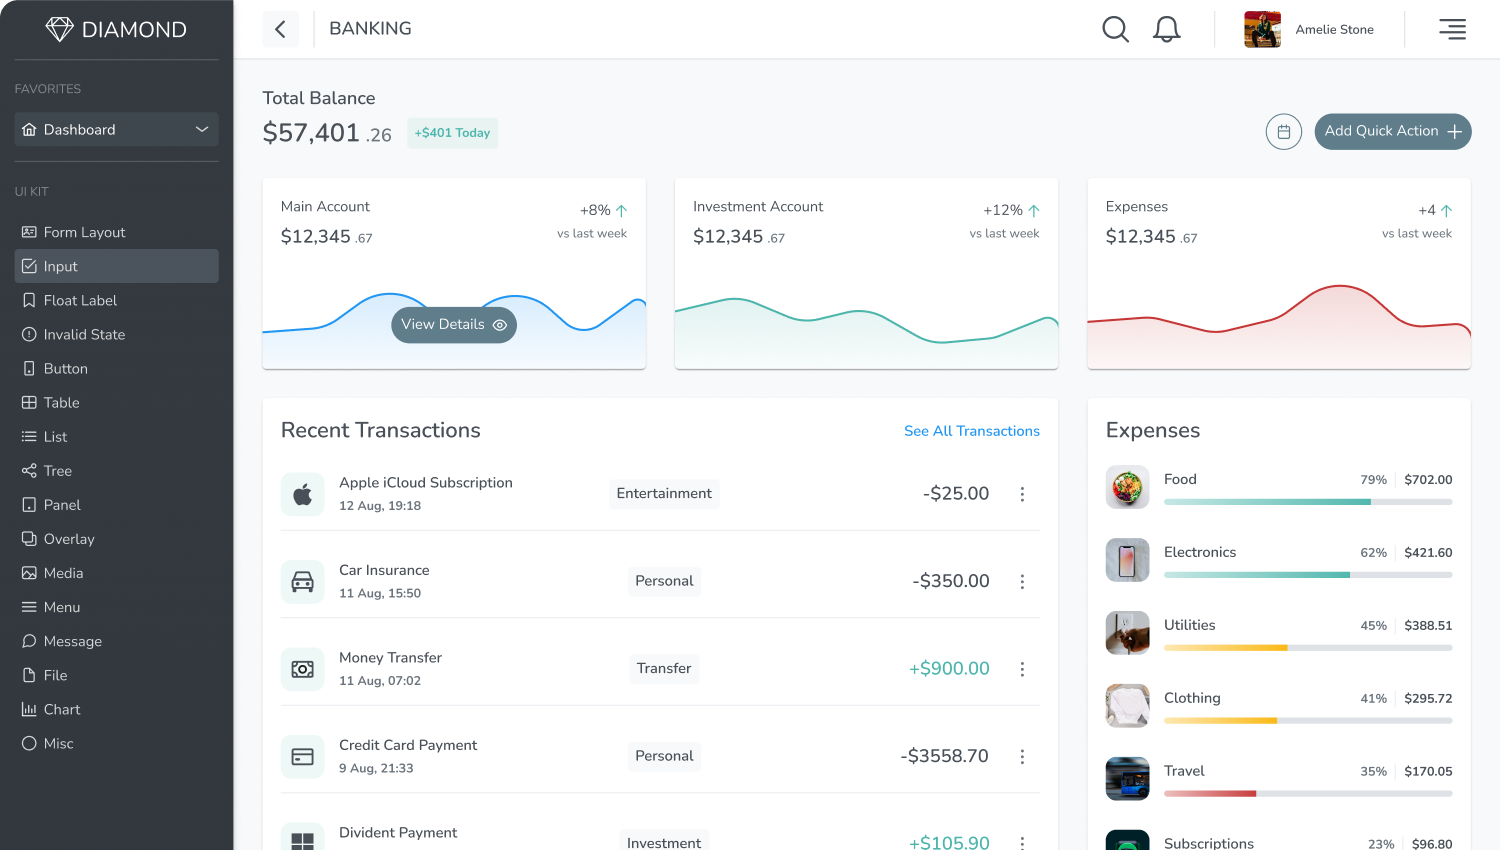 DIAMOND
FAVORITES
Dashboard
UI KIT
Form Layout
Input
Float Label
Invalid State
Button
Table
List
Tree
Panel
Overlay
Media
Menu
Message
File
Chart
Misc
BANKING
Amelie Stone
Total Balance
$57,401 .26
+$401 Today
Add Quick Action
Main Account
+8%
$12,345 .67
vs last week
View Details
Investment Account
+12%
$12,345 .67
vs last week
Expenses
+4
$12,345 .67
vs last week
Recent Transactions
See All Transactions
Apple iCloud Subscription
12 Aug, 19:18
Entertainment
-$25.00
Car Insurance
11 Aug, 15:50
Personal
-$350.00
Money Transfer
11 Aug, 07:02
Transfer
+$900.00
Credit Card Payment
9 Aug, 21:33
Personal
-$3558.70
Divident Payment
Investment
+$105.90
Expenses
Food 79% $702.00
Electronics 62% $421.60
Utilities 45% $388.51
Clothing 41% $295.72
Travel 35% $170.05
Subscriptions 23% $96.80